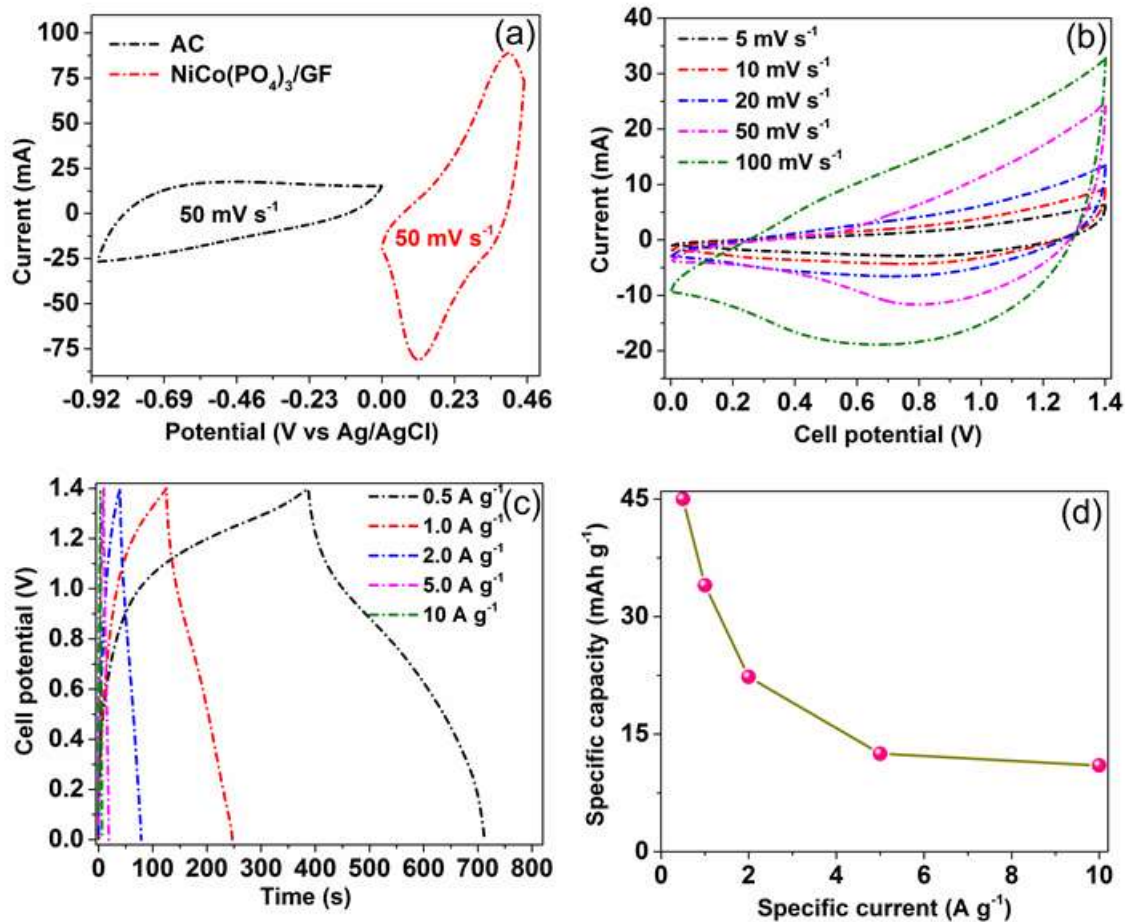 (a)
AC
NiCo(PO₄)₃/GF
50 mV s⁻¹
50 mV s⁻¹
Current (mA)
100
75
50
25
0
-25
-50
-75
-0.92 -0.69 -0.46 0.00 0.23 0.46
Potential (V vs Ag/AgCl)
(b)
5 mV s⁻¹
10 mV s⁻¹
20 mV s⁻¹
50 mV s⁻¹
100 mV s⁻¹
Current (mA)
40
30
20
10
0
-10
-20
0.0 0.2 0.4 0.6 0.8 1.0 1.2 1.4
Cell potential (V)
(c)
0.5 A g⁻¹
1.0 A g⁻¹
2.0 A g⁻¹
5.0 A g⁻¹
10 A g⁻¹
Cell potential (V)
1.4
1.2
1.0
0.8
0.6
0.4
0.2
0.0
0 100 200 300 400 500 600 700 800
Time (s)
(d)
Specific capacity (mAh g⁻¹)
45
30
15
0
0 2 4 6 8 10
Specific current (A g⁻¹)